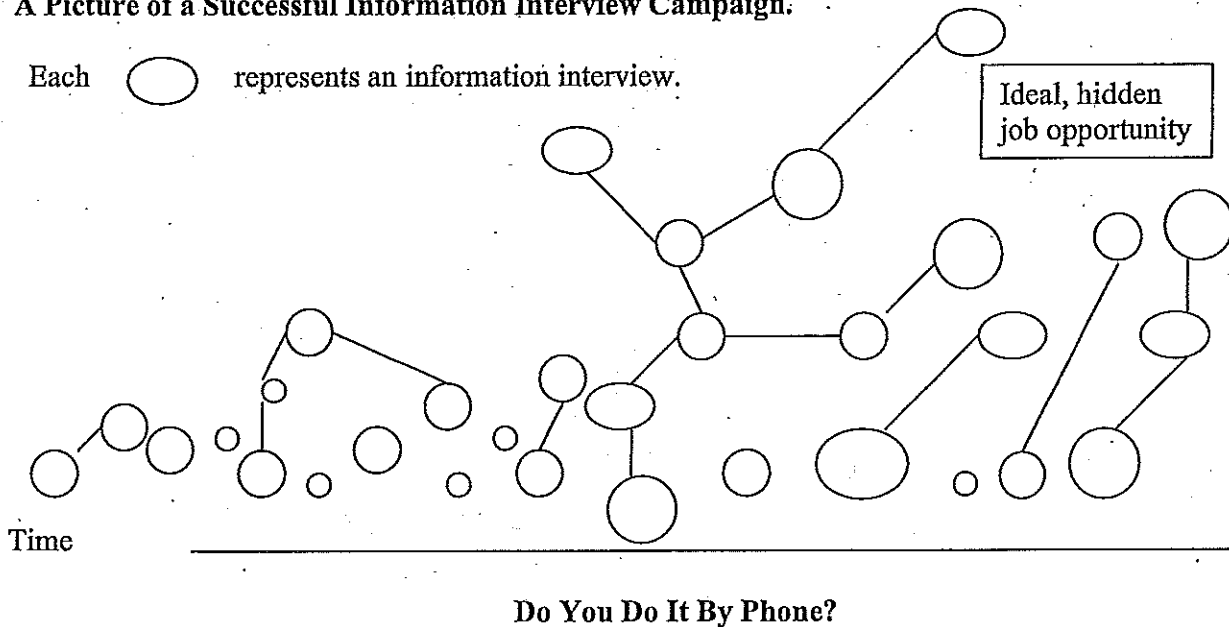 A Picture of a Successful Information Interview Campaign.
Each represents an information interview.
Ideal, hidden
job opportunity
Time
Do You Do It By Phone?